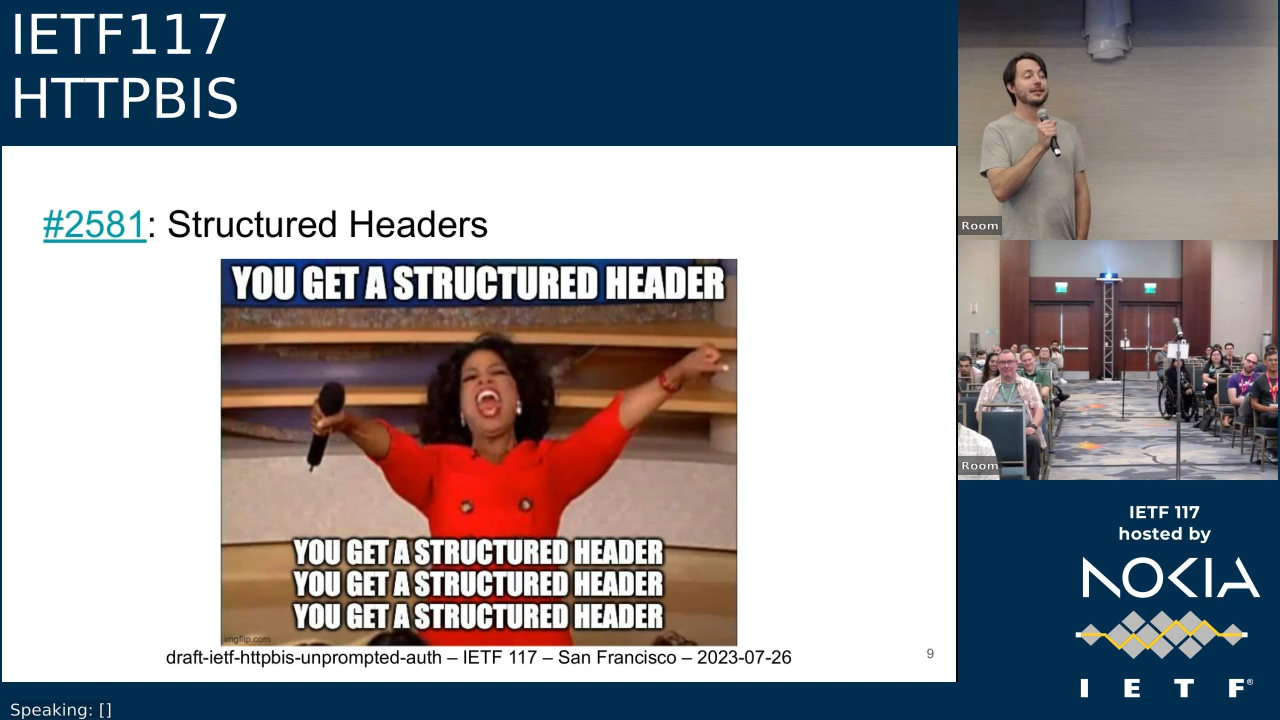 IETF117
HTTPBIS
#2581: Structured Headers
YOU GET A STRUCTURED HEADER
YOU GET A STRUCTURED HEADER
YOU GET A STRUCTURED HEADER
YOU GET A STRUCTURED HEADER
imgflip.com
draft-ietf-httpbis-unprompted-auth – IETF 117 – San Francisco – 2023-07-26
9
Speaking: []
Room
Room
IETF 117
hosted by
NOKIA
I E T F®